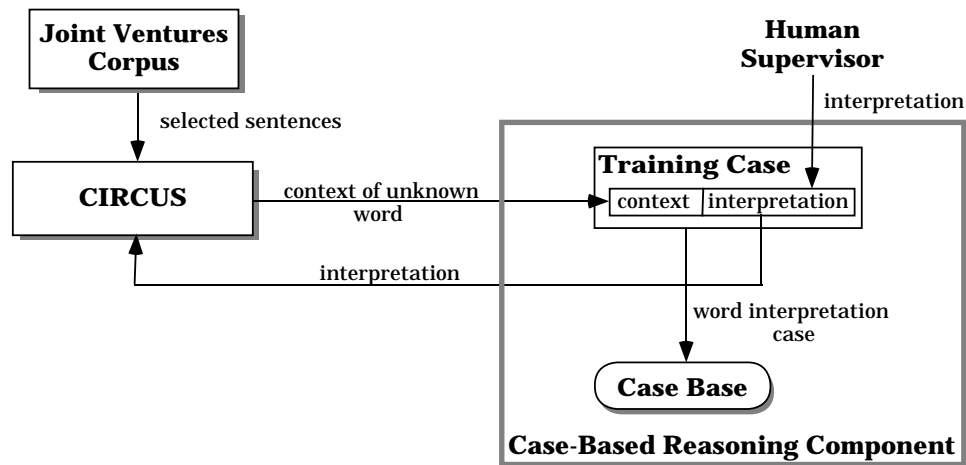 Joint Ventures
Corpus
Human
Supervisor
selected sentences
interpretation
CIRCUS
context of unknown
word
Training Case
context
interpretation
interpretation
word interpretation
case
Case Base
Case-Based Reasoning Component